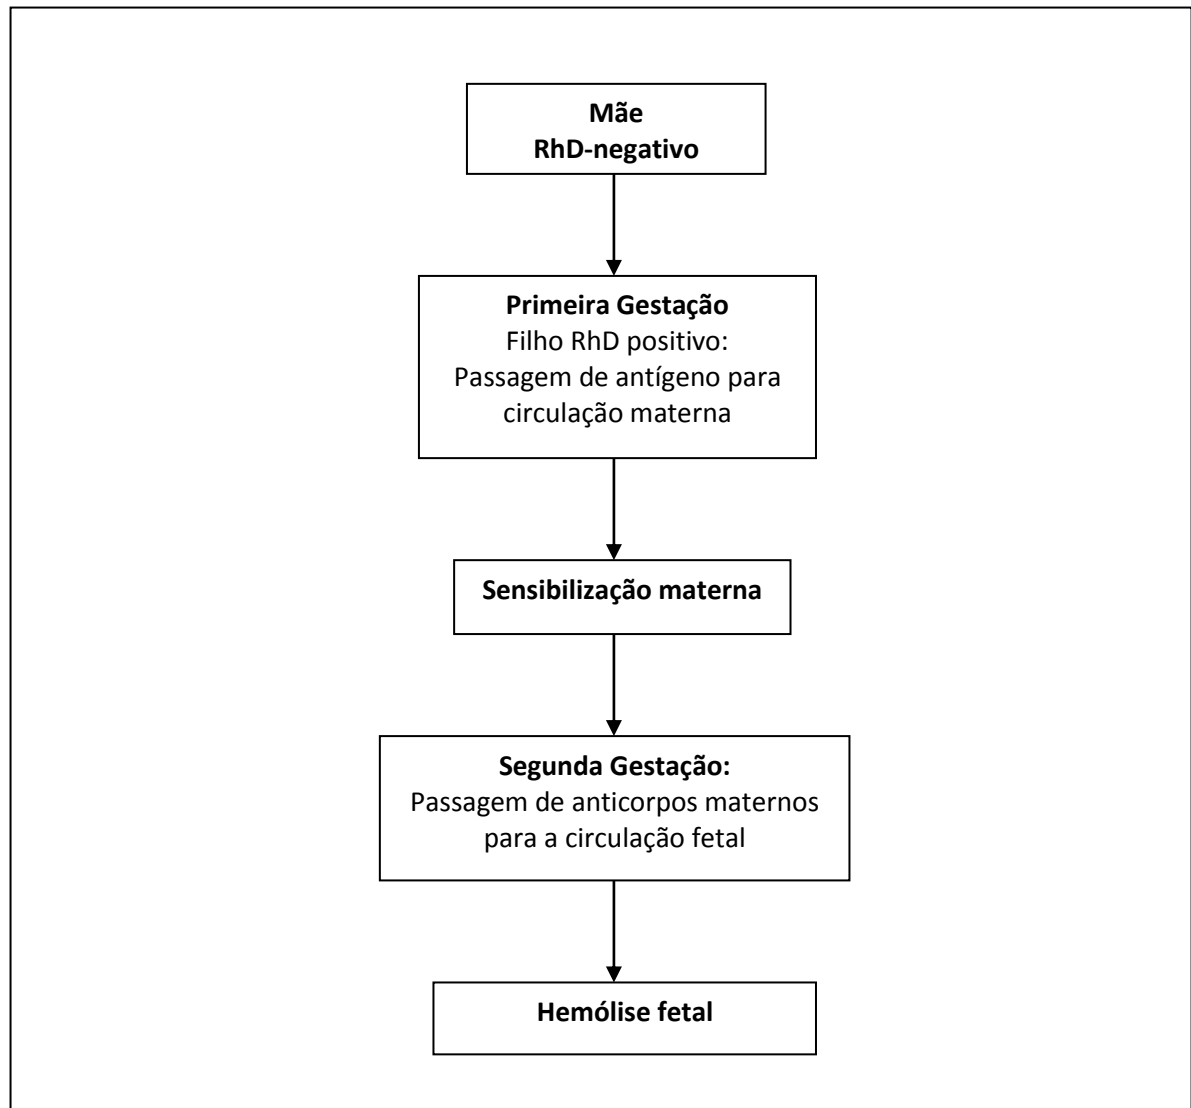 Mãe
RhD-negativo
Primeira Gestação
Filho RhD positivo:
Passagem de antígeno para
circulação materna
Sensibilização materna
Segunda Gestação:
Passagem de anticorpos maternos
para a circulação fetal
Hemólise fetal